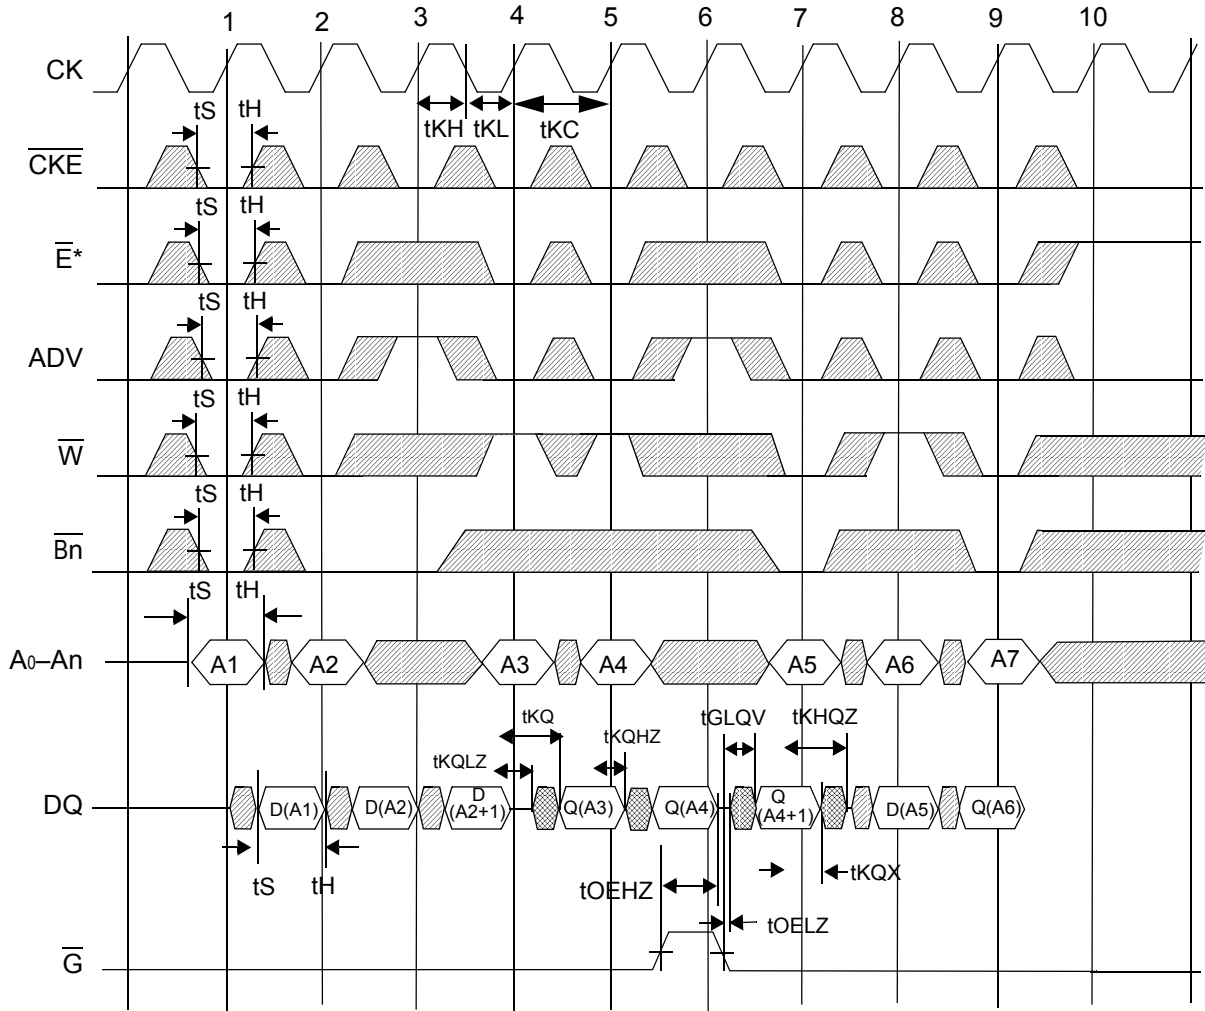 1 2 3 4 5 6 7 8 9 10
CK
tS tH tKH tKL tKC
CKE
tS tH
E*
tS tH
ADV
tS tH
W
tS tH
Bn
tS tH
A0–An A1 A2 A3 A4 A5 A6 A7
tKQ tGLQV tKHQZ
tKQLZ tKQHZ
DQ D(A1) D(A2) D (A2+1) Q(A3) Q(A4) Q (A4+1) D(A5) Q(A6)
tS tH tOEHZ tKQX
tOELZ
G